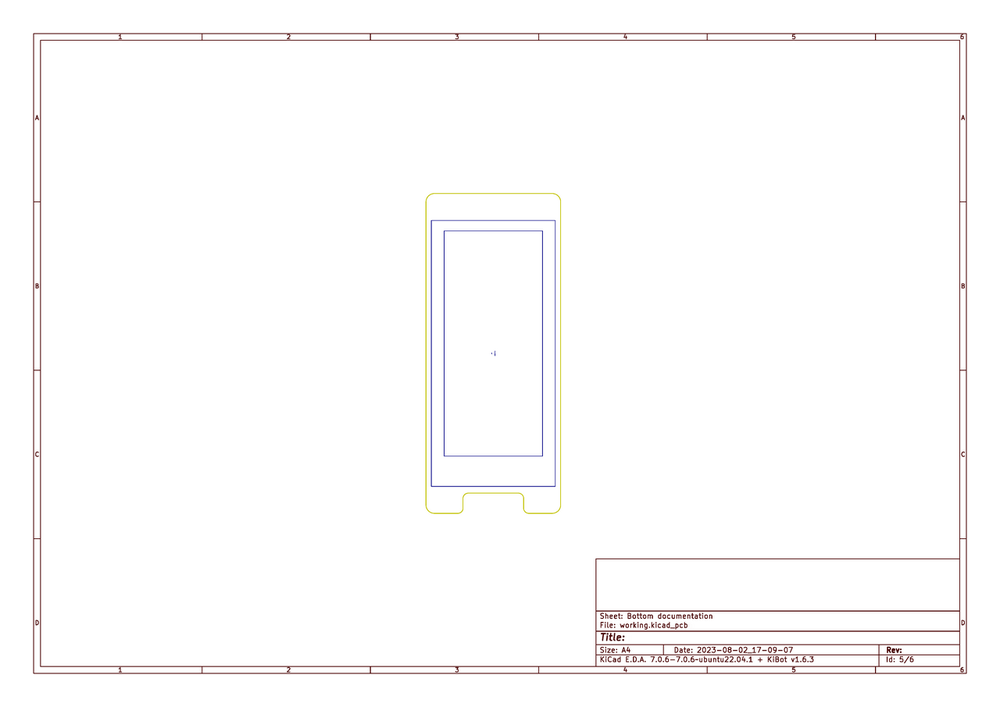 1 2 3 4 5 6
A A
B B
C C
D D
Sheet: Bottom documentation
File: working.kicad_pcb
Title:
Size: A4 Date: 2023-08-02_17-09-07 Rev:
KiCad E.D.A. 7.0.6-7.0.6~ubuntu22.04.1 + KiBot v1.6.3 Id: 5/6
1 2 3 4 5 6